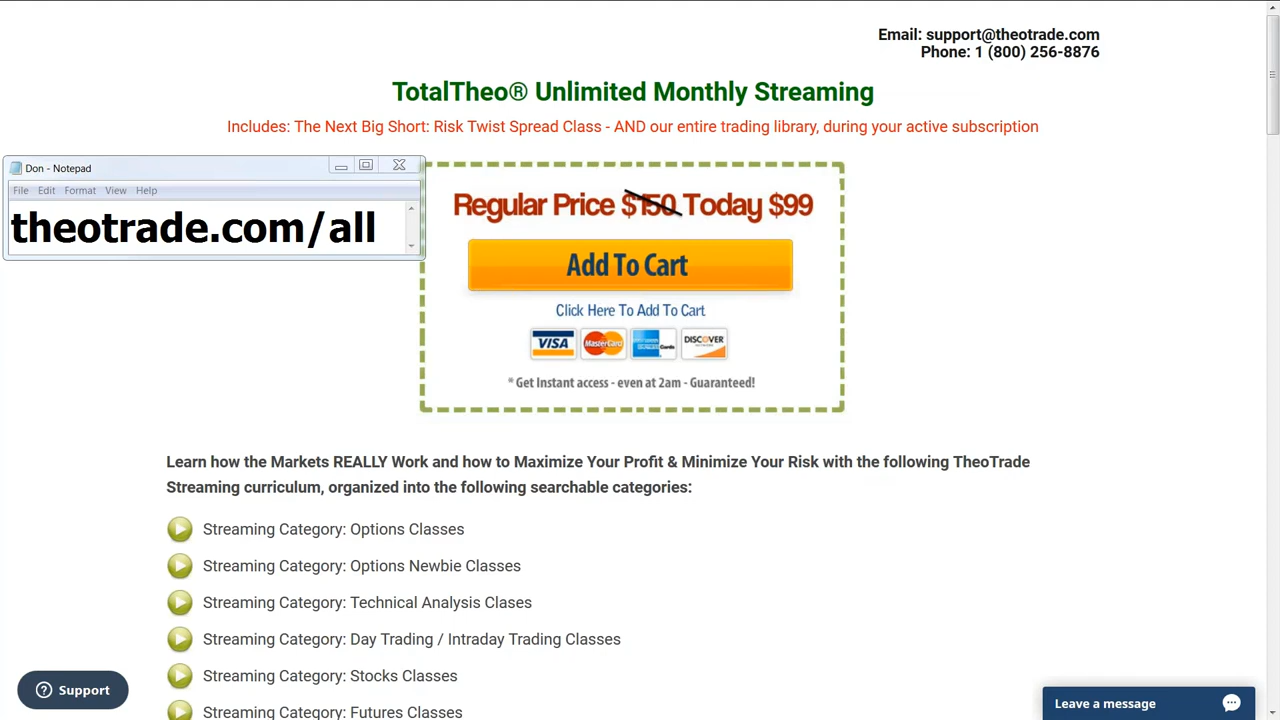 Email: support@theotrade.com
Phone: 1 (800) 256-8876
TotalTheo® Unlimited Monthly Streaming
Includes: The Next Big Short: Risk Twist Spread Class - AND our entire trading library, during your active subscription
Don - Notepad
File Edit Format View Help
theotrade.com/all
Regular Price $150 Today $99
Add To Cart
Click Here To Add To Cart
VISA MasterCard AMERICAN EXPRESS Cards DISCOVER
* Get Instant access - even at 2am - Guaranteed!
Learn how the Markets REALLY Work and how to Maximize Your Profit & Minimize Your Risk with the following TheoTrade
Streaming curriculum, organized into the following searchable categories:
Streaming Category: Options Classes
Streaming Category: Options Newbie Classes
Streaming Category: Technical Analysis Clases
Streaming Category: Day Trading / Intraday Trading Classes
Streaming Category: Stocks Classes
Streaming Category: Futures Classes
Support
Leave a message